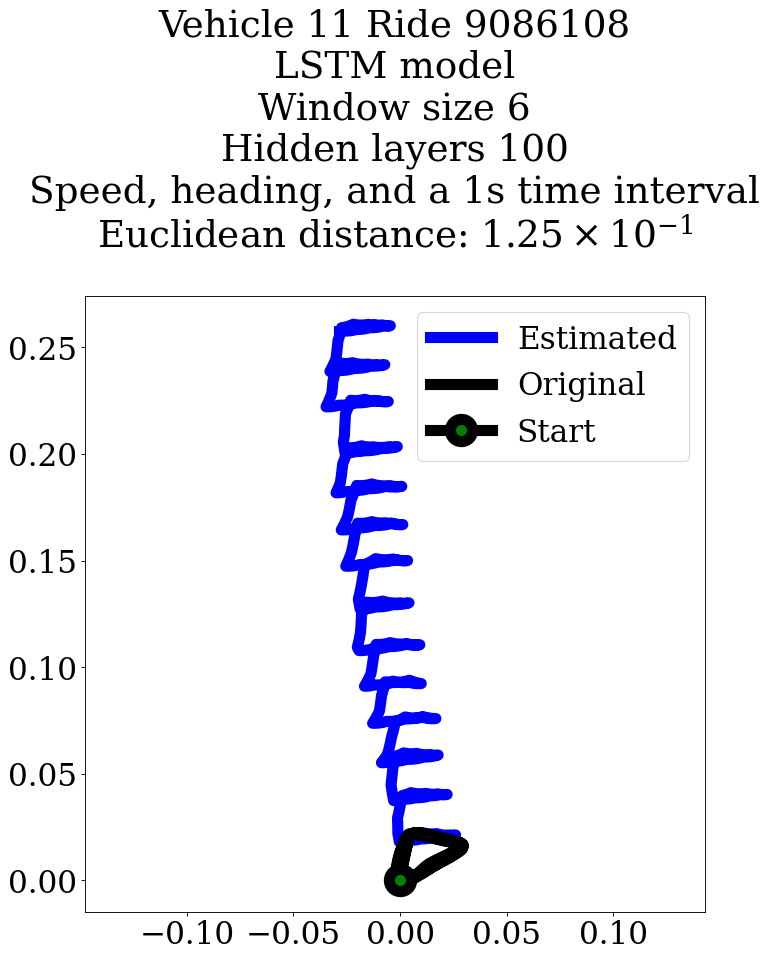 Vehicle 11 Ride 9086108
LSTM model
Window size 6
Hidden layers 100
Speed, heading, and a 1s time interval
Euclidean distance: 1.25 × 10⁻¹
Estimated
Original
Start
0.25
0.20
0.15
0.10
0.05
0.00
−0.10 −0.05 0.00 0.05 0.10